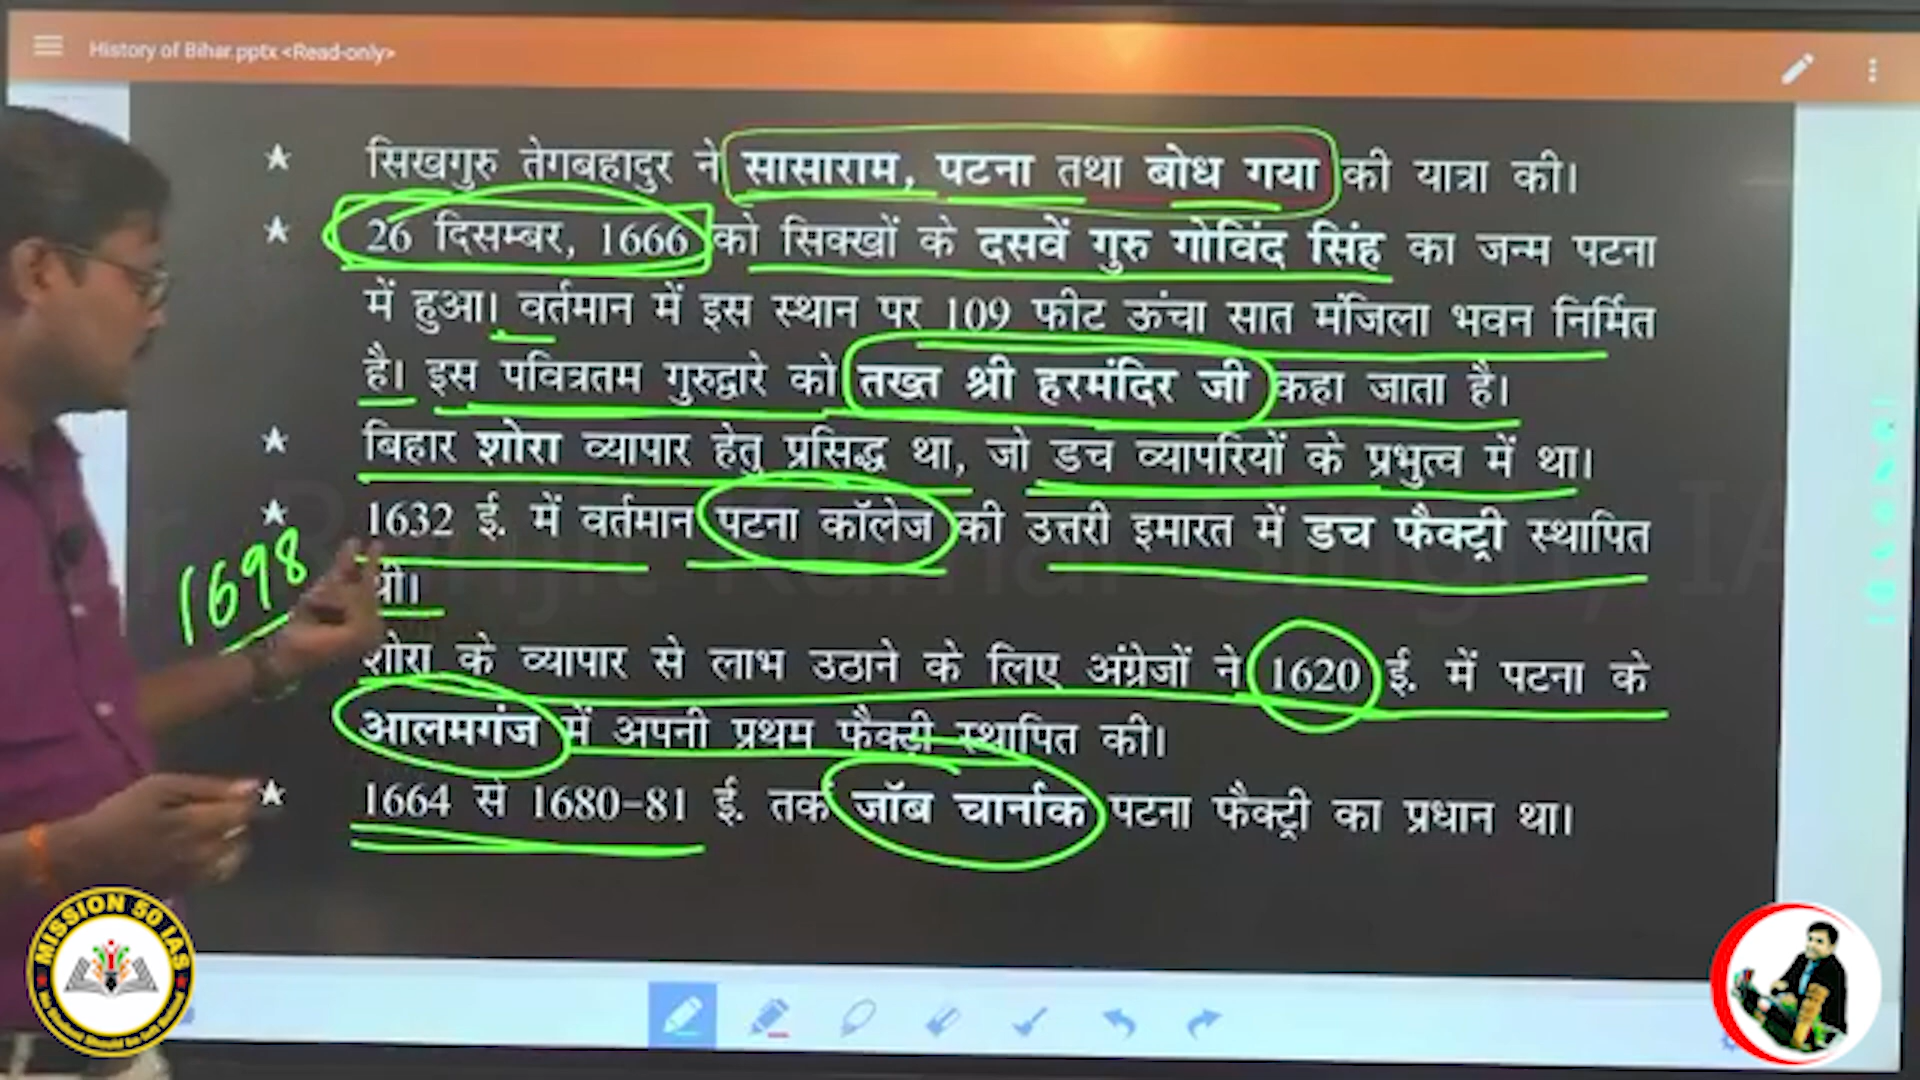 History of Bihar.pptx <Read-only>
★ सिखगुरु तेगबहादुर ने सासाराम, पटना तथा बोध गया की यात्रा की।
★ 26 दिसम्बर, 1666 को सिक्खों के दसवें गुरु गोविंद सिंह का जन्म पटना
में हुआ। वर्तमान में इस स्थान पर 109 फीट ऊंचा सात मंजिला भवन निर्मित
है। इस पवित्रतम गुरुद्वारे को तख्त श्री हरमंदिर जी कहा जाता है।
★ बिहार शोरा व्यापार हेतु प्रसिद्ध था, जो डच व्यापरियों के प्रभुत्व में था।
★ 1632 ई. में वर्तमान पटना कॉलेज की उत्तरी इमारत में डच फैक्ट्री स्थापित
थी।
1698
शोरा के व्यापार से लाभ उठाने के लिए अंग्रेजों ने 1620 ई. में पटना के
आलमगंज में अपनी प्रथम फैक्ट्री स्थापित की।
★ 1664 से 1680-81 ई. तक जॉब चार्नाक पटना फैक्ट्री का प्रधान था।
MISSION 50 IAS